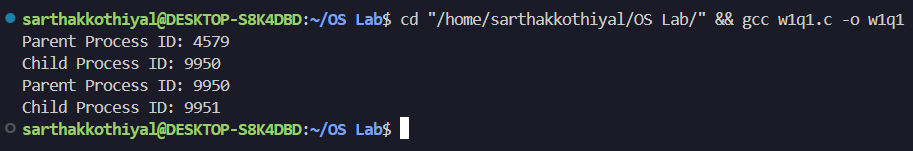 sarthakkothiyal@DESKTOP-S8K4DBD:~/OS Lab$ cd "/home/sarthakkothiyal/OS Lab/" && gcc w1q1.c -o w1q1
Parent Process ID: 4579
Child Process ID: 9950
Parent Process ID: 9950
Child Process ID: 9951
sarthakkothiyal@DESKTOP-S8K4DBD:~/OS Lab$